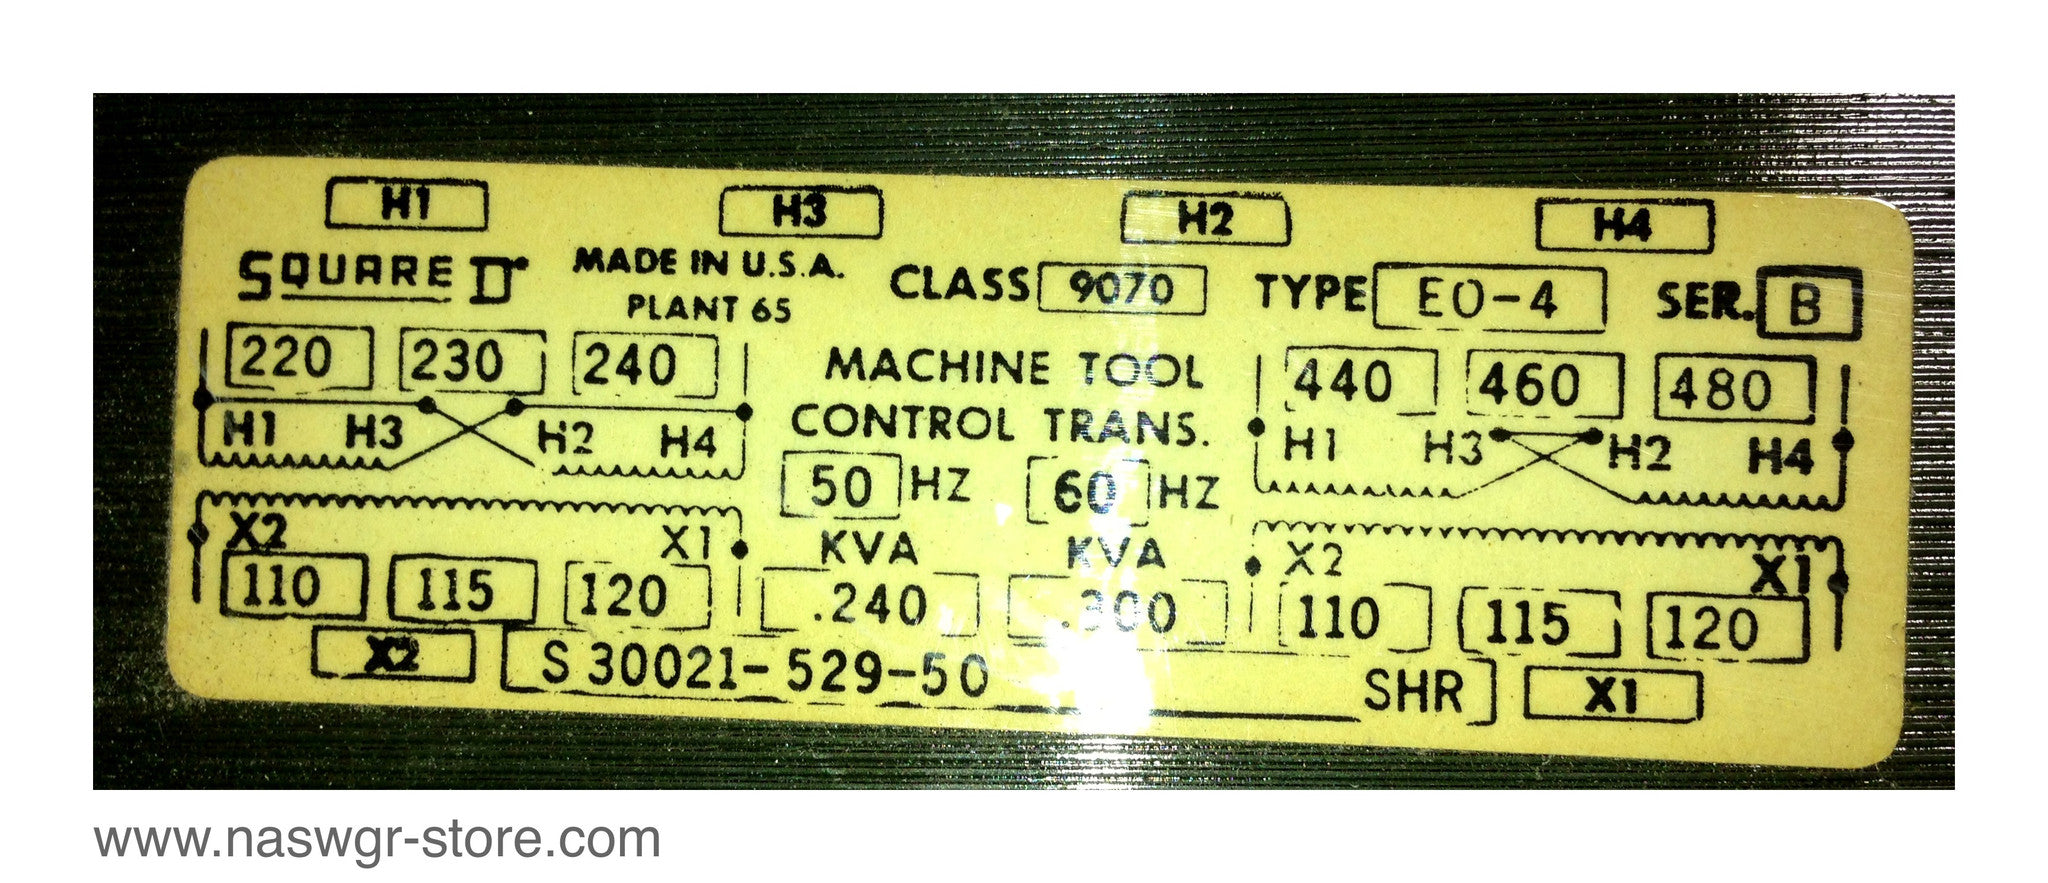 H1 H3 H2 H4
SQUARE D MADE IN U.S.A. CLASS 9070 TYPE EO-4 SER. B
PLANT 65
220 230 240 MACHINE TOOL 440 460 480
H1 H3 H2 H4 CONTROL TRANS. H1 H3 H2 H4
50 HZ 60 HZ
X2 X1 KVA KVA X2 X1
110 115 120 .240 .300 110 115 120
X2 S 30021-529-50 SHR X1
www.naswgr-store.com